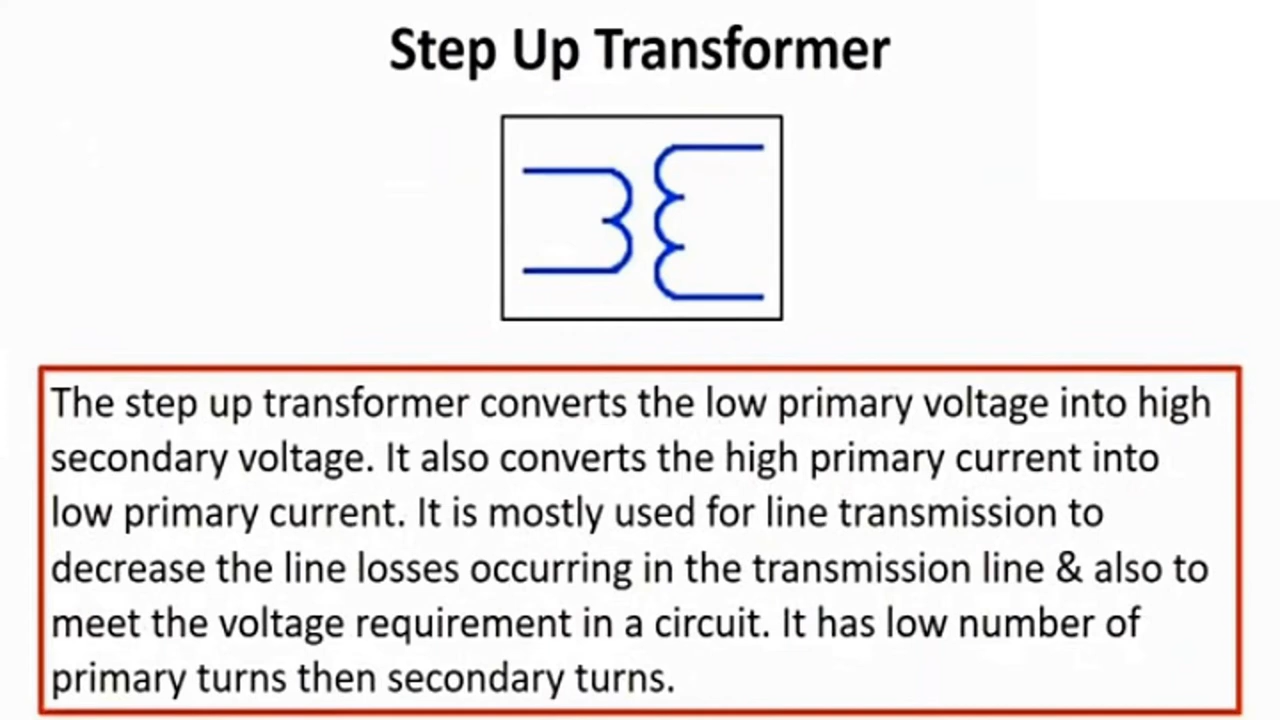 Step Up Transformer
The step up transformer converts the low primary voltage into high
secondary voltage. It also converts the high primary current into
low primary current. It is mostly used for line transmission to
decrease the line losses occurring in the transmission line & also to
meet the voltage requirement in a circuit. It has low number of
primary turns then secondary turns.